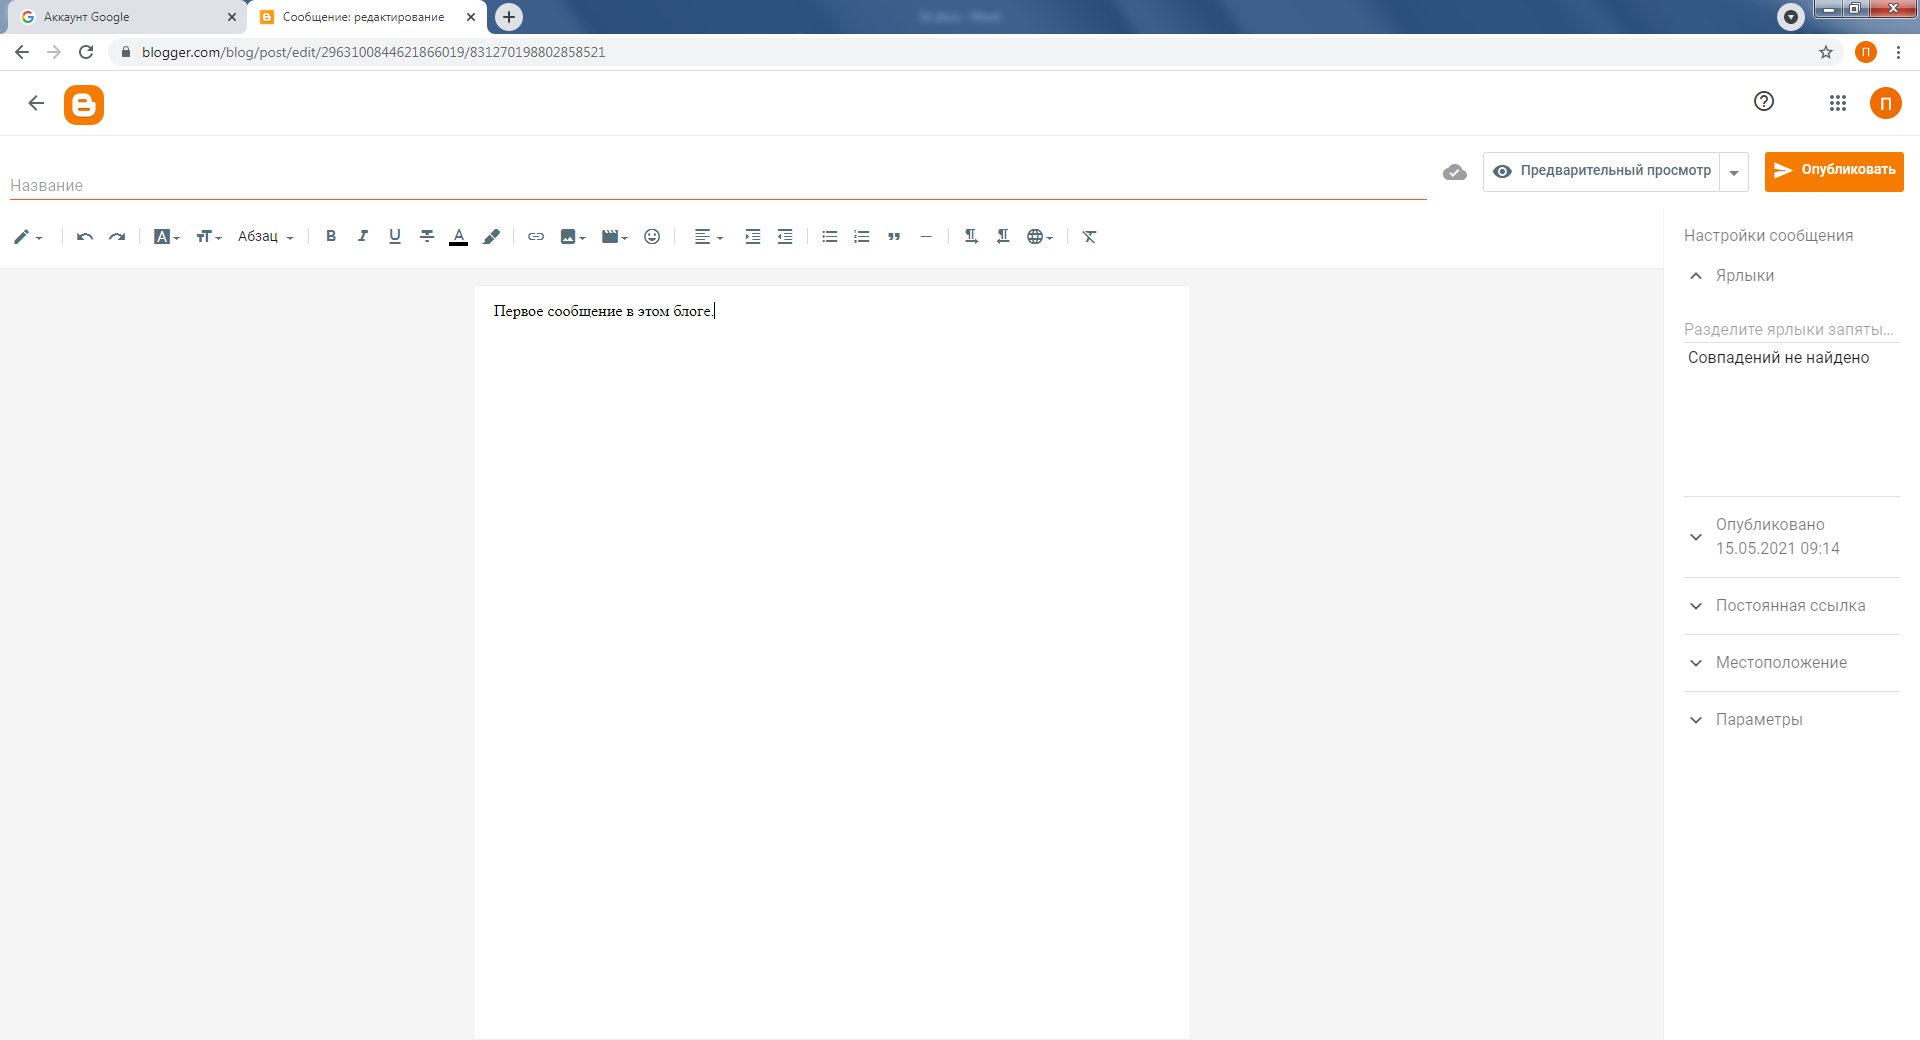 Аккаунт Google
Сообщение: редактирование
blogger.com/blog/post/edit/2963100844621866019/831270198802858521
П
П
Название
Предварительный просмотр
Опубликовать
Абзац
Настройки сообщения
Ярлыки
Разделите ярлыки запяты...
Совпадений не найдено
Первое сообщение в этом блоге.
Опубликовано
15.05.2021 09:14
Постоянная ссылка
Местоположение
Параметры